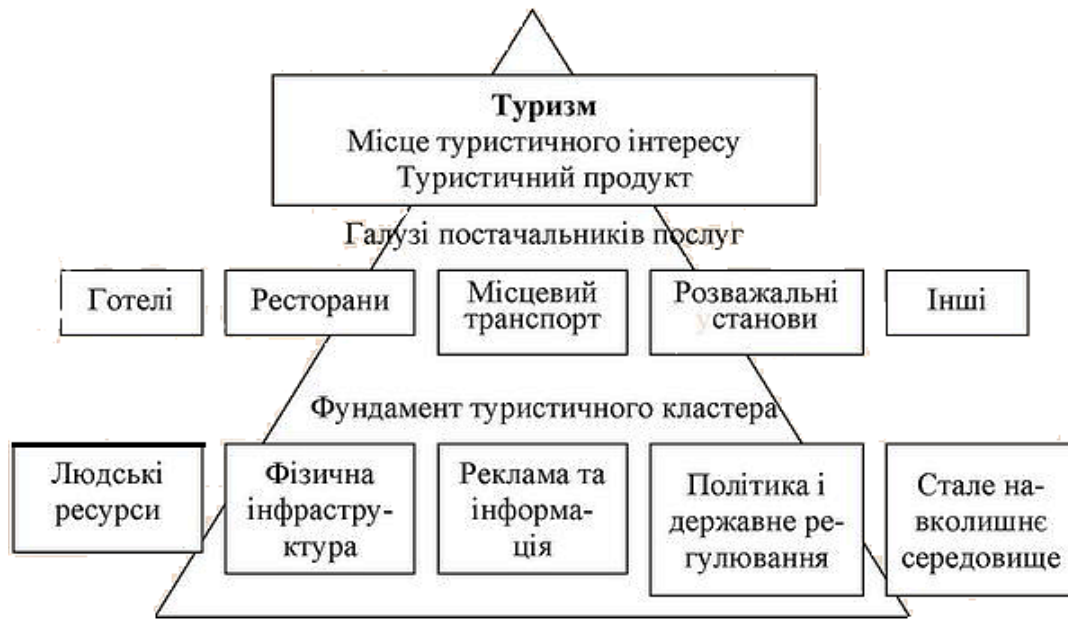 Туризм
Місце туристичного інтересу
Туристичний продукт
Галузі постачальників послуг
Готелі
Ресторани
Місцевий
транспорт
Розважальні
установи
Інші
Фундамент туристичного кластера
Людські
ресурси
Фізична
інфрастру-
ктура
Реклама та
інформа-
ція
Політика і
державне ре-
гулювання
Стале на-
вколишнє
середовище